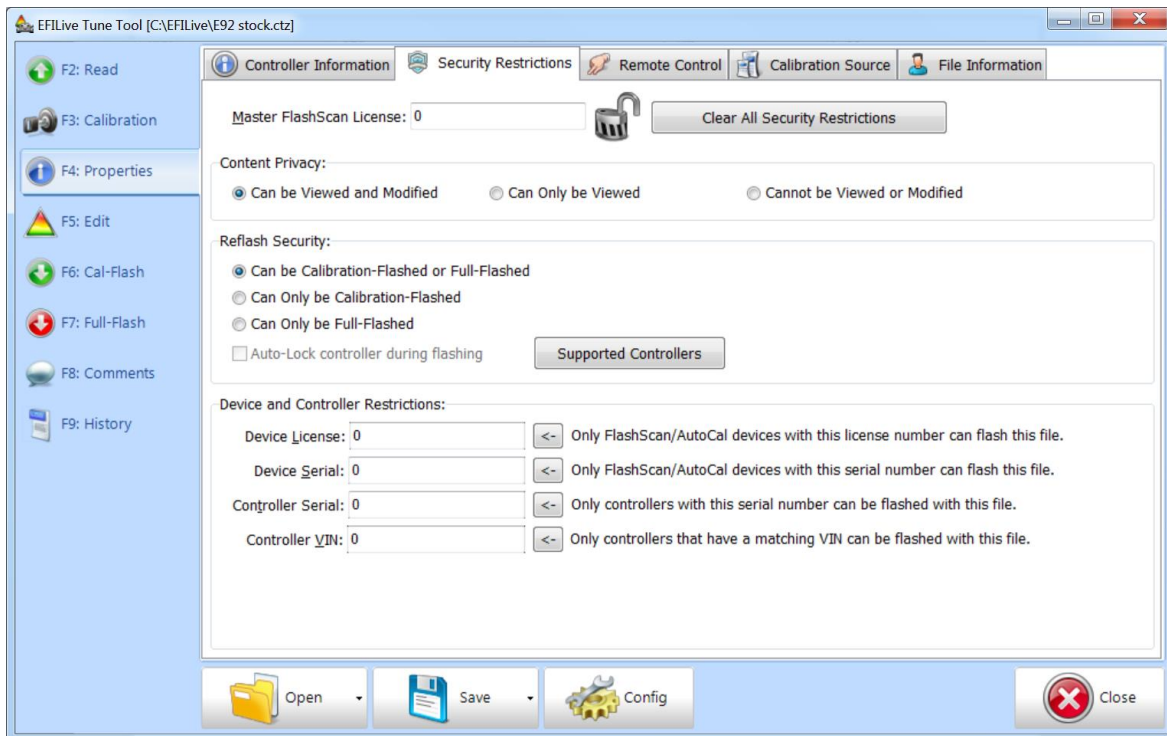 EFILive Tune Tool [C:\EFILive\E92 stock.ctz]
F2: Read
F3: Calibration
F4: Properties
F5: Edit
F6: Cal-Flash
F7: Full-Flash
F8: Comments
F9: History
Controller Information Security Restrictions Remote Control Calibration Source File Information
Master FlashScan License: 0 Clear All Security Restrictions
Content Privacy:
Can be Viewed and Modified Can Only be Viewed Cannot be Viewed or Modified
Reflash Security:
Can be Calibration-Flashed or Full-Flashed
Can Only be Calibration-Flashed
Can Only be Full-Flashed
Auto-Lock controller during flashing Supported Controllers
Device and Controller Restrictions:
Device License: 0 <- Only FlashScan/AutoCal devices with this license number can flash this file.
Device Serial: 0 <- Only FlashScan/AutoCal devices with this serial number can flash this file.
Controller Serial: 0 <- Only controllers with this serial number can be flashed with this file.
Controller VIN: 0 <- Only controllers that have a matching VIN can be flashed with this file.
Open Save Config Close